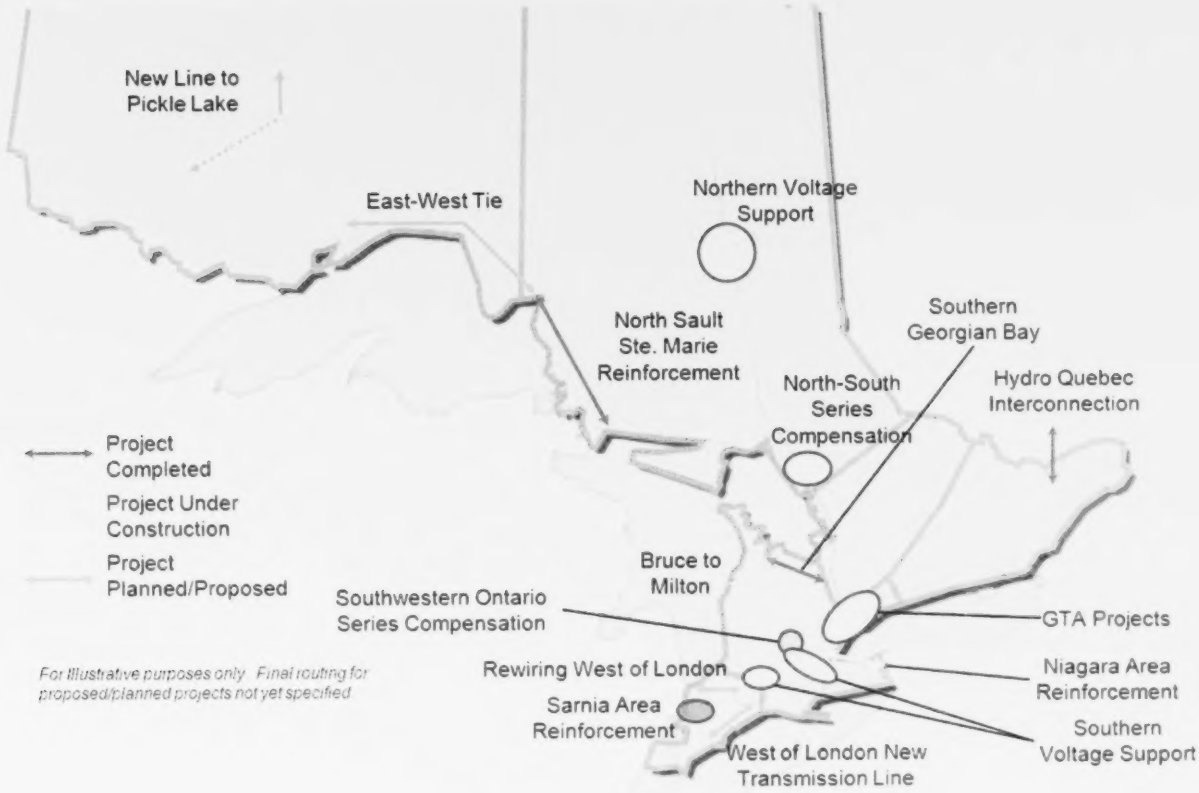 New Line to
Pickle Lake
East-West Tie
Northern Voltage
Support
Southern
Georgian Bay
North Sault
Ste. Marie
Reinforcement
North-South
Series
Compensation
Hydro Quebec
Interconnection
Project
Completed
Project Under
Construction
Project
Planned/Proposed
Bruce to
Milton
Southwestern Ontario
Series Compensation
GTA Projects
Rewiring West of London
Niagara Area
Reinforcement
For Illustrative purposes only. Final routing for
proposed/planned projects not yet specified
Sarnia Area
Reinforcement
Southern
Voltage Support
West of London New
Transmission Line